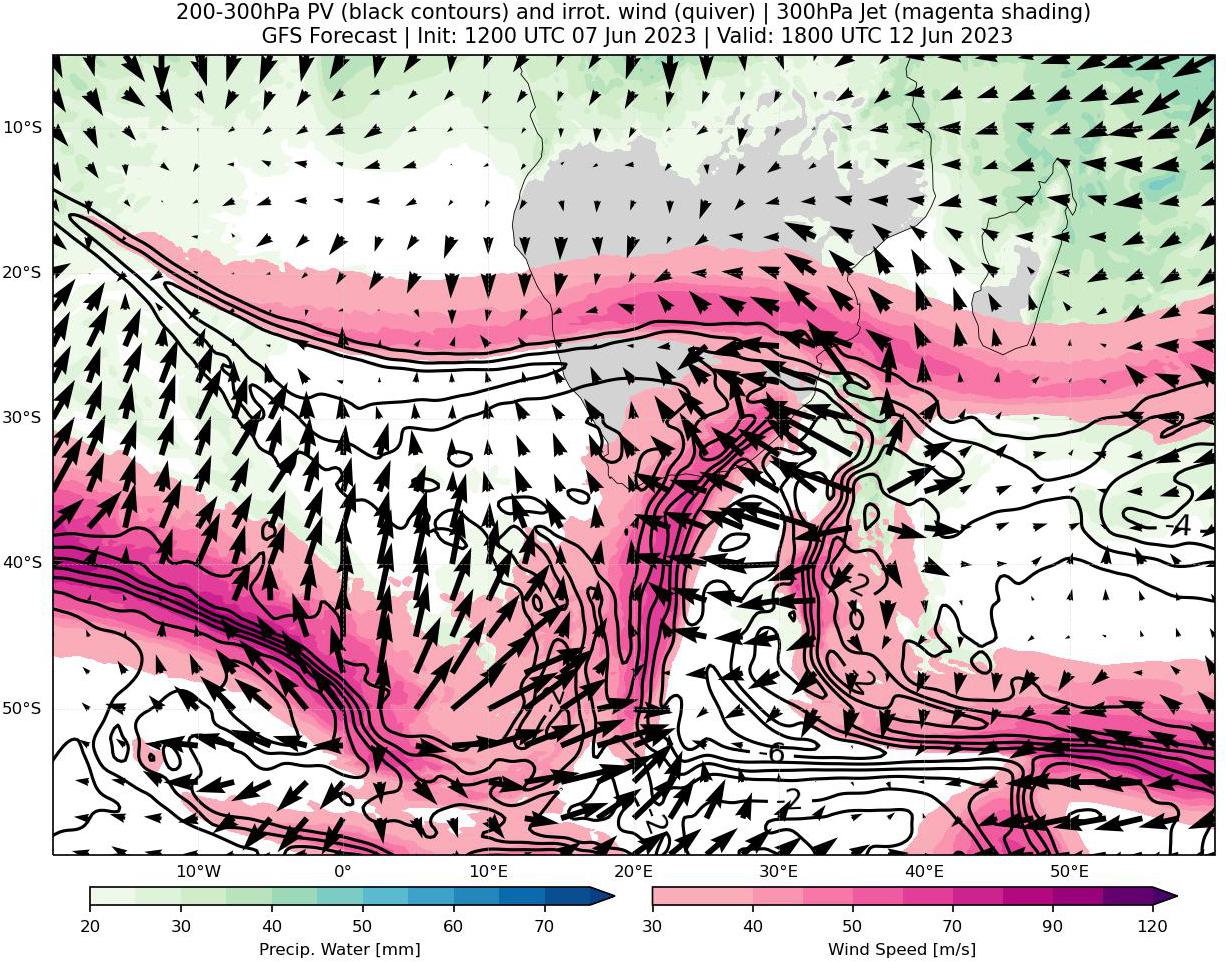 200-300hPa PV (black contours) and irrot. wind (quiver) | 300hPa Jet (magenta shading)
GFS Forecast | Init: 1200 UTC 07 Jun 2023 | Valid: 1800 UTC 12 Jun 2023
10°S
20°S
30°S
-4
40°S
-2
50°S
-6
-2
-2
10°W 0° 10°E 20°E 30°E 40°E 50°E
20 30 40 50 60 70 30 40 50 70 90 120
Precip. Water [mm] Wind Speed [m/s]